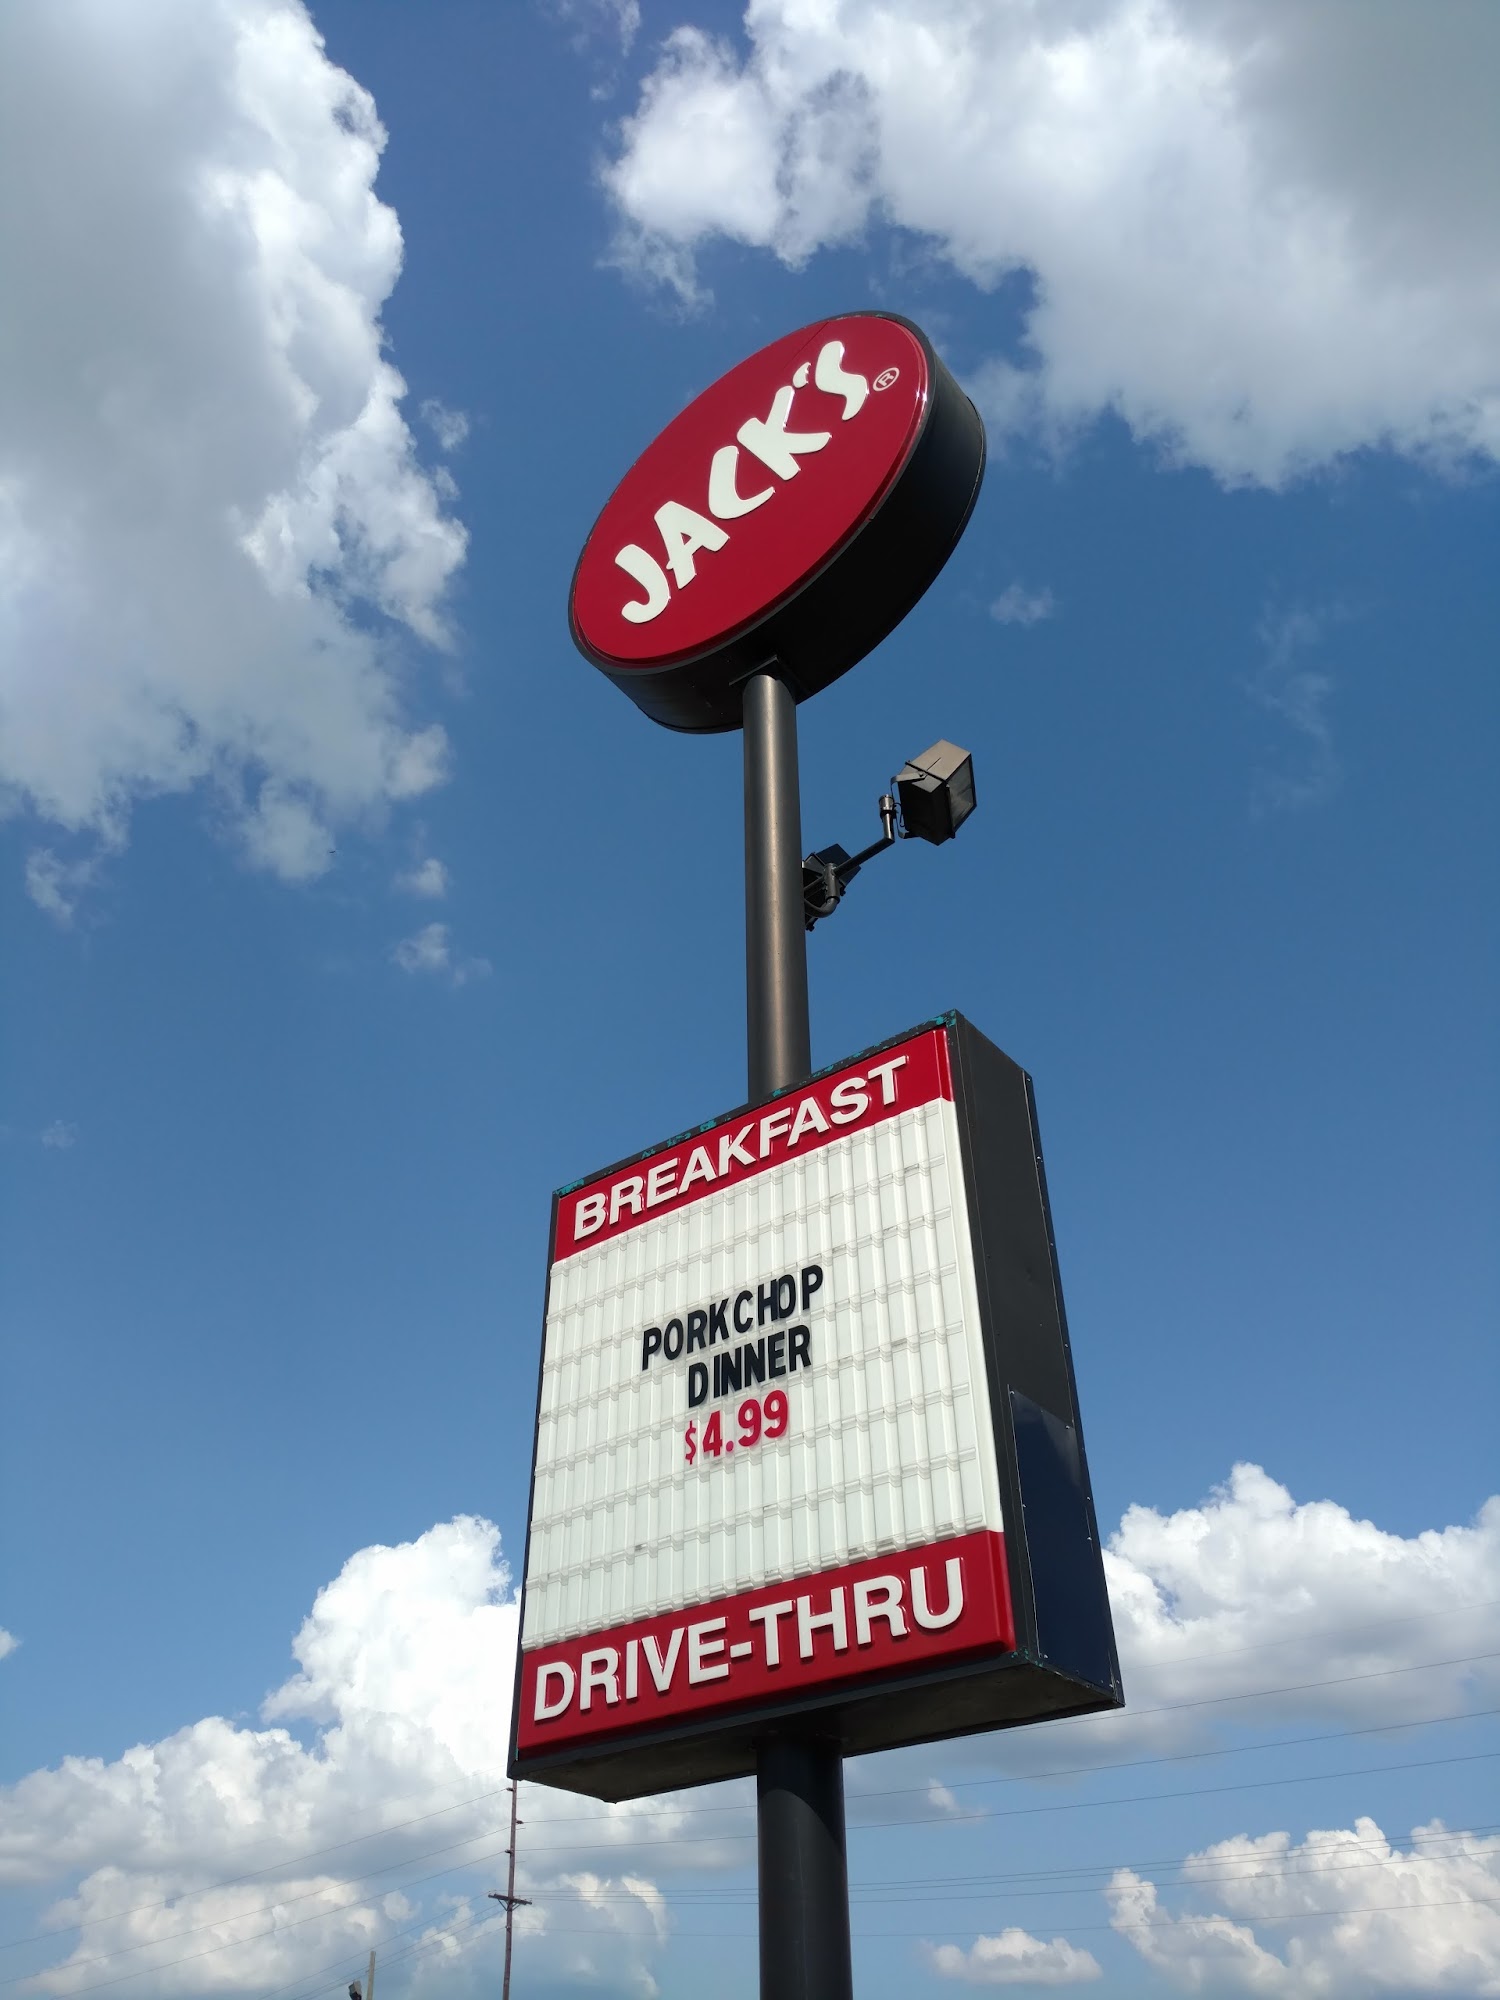 JACK'S®
BREAKFAST
PORKCHOP
DINNER
$4.99
DRIVE-THRU